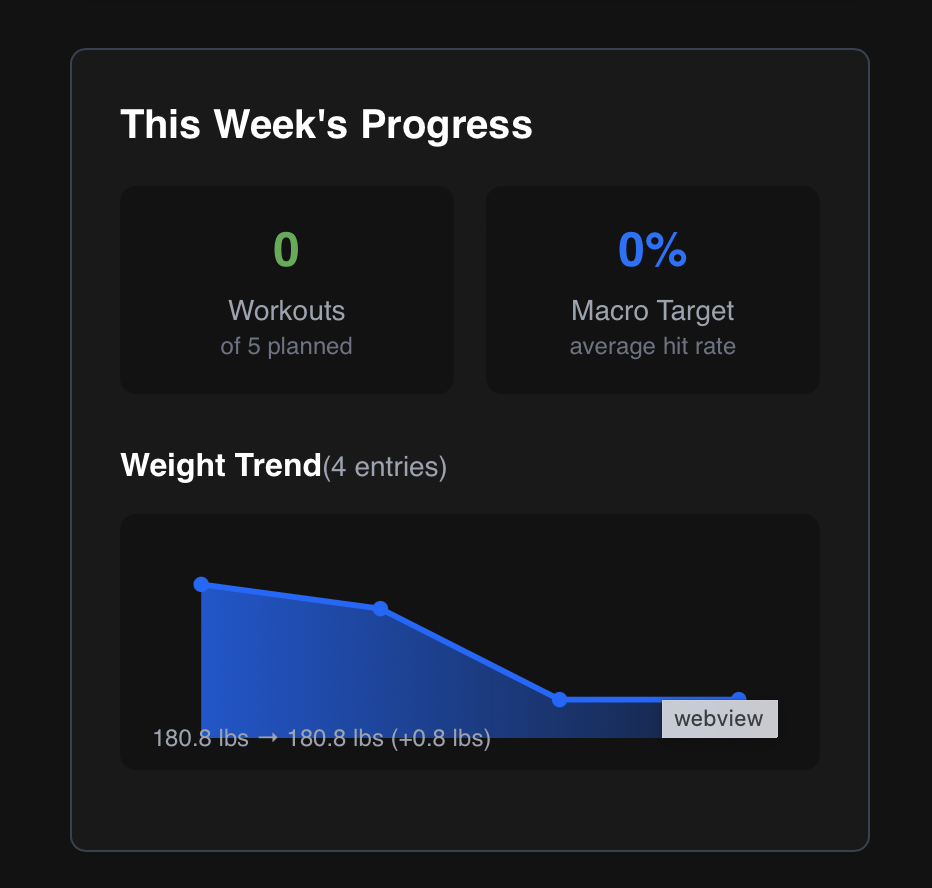 This Week's Progress
0
Workouts
of 5 planned
0%
Macro Target
average hit rate
Weight Trend(4 entries)
webview
180.8 lbs → 180.8 lbs (+0.8 lbs)